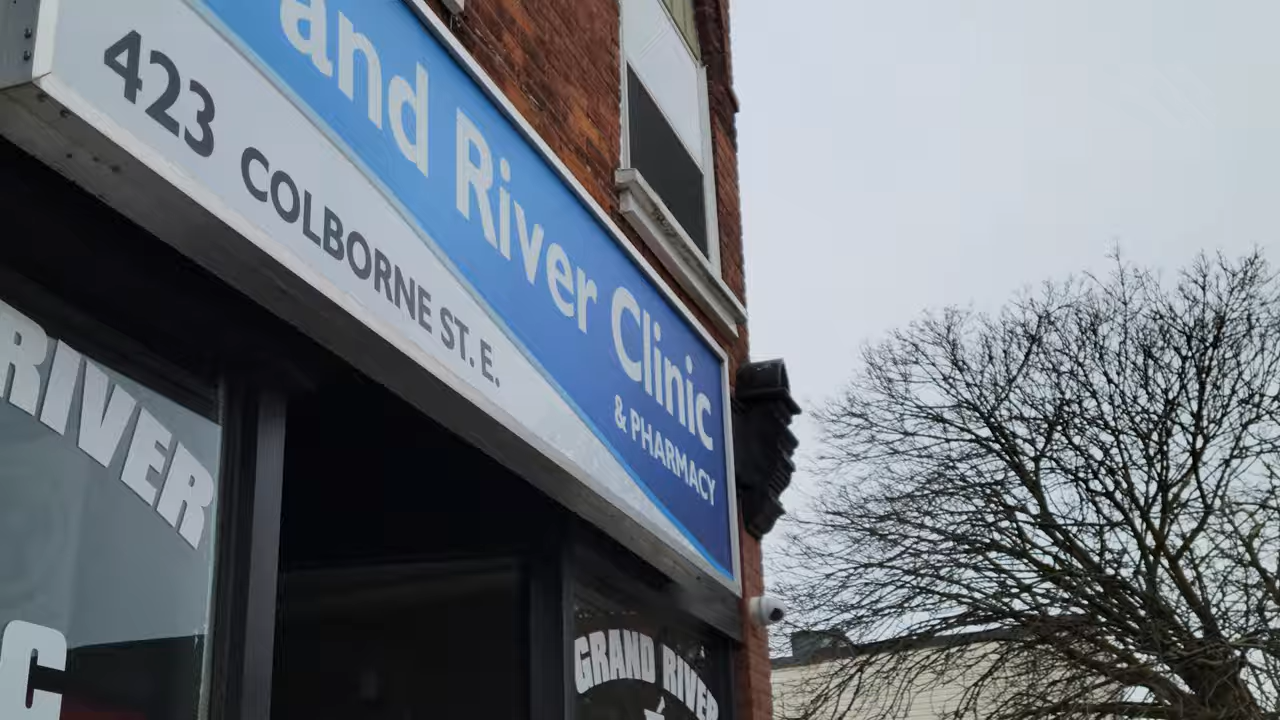 and River Clinic
& PHARMACY
423 COLBORNE ST. E.
RIVER
C
GRAND RIVER